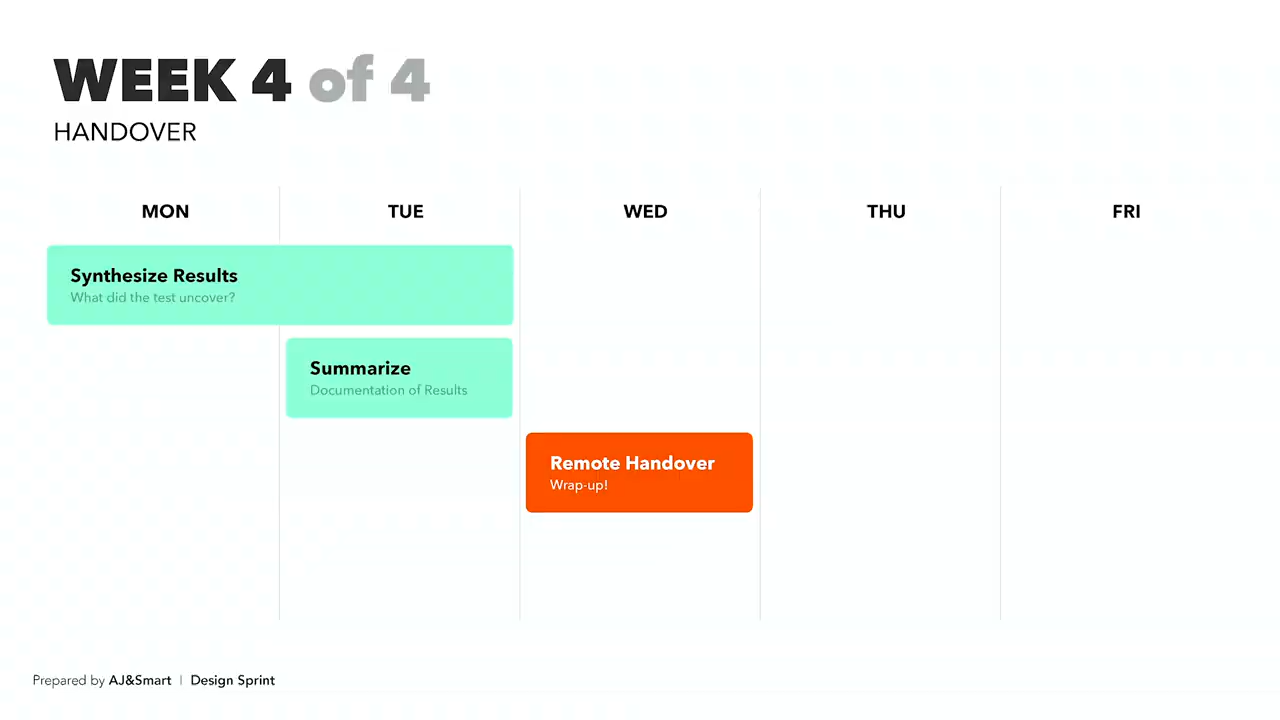 WEEK 4 of 4
HANDOVER
MON TUE WED THU FRI
Synthesize Results
What did the test uncover?
Summarize
Documentation of Results
Remote Handover
Wrap-up!
Prepared by AJ&Smart | Design Sprint